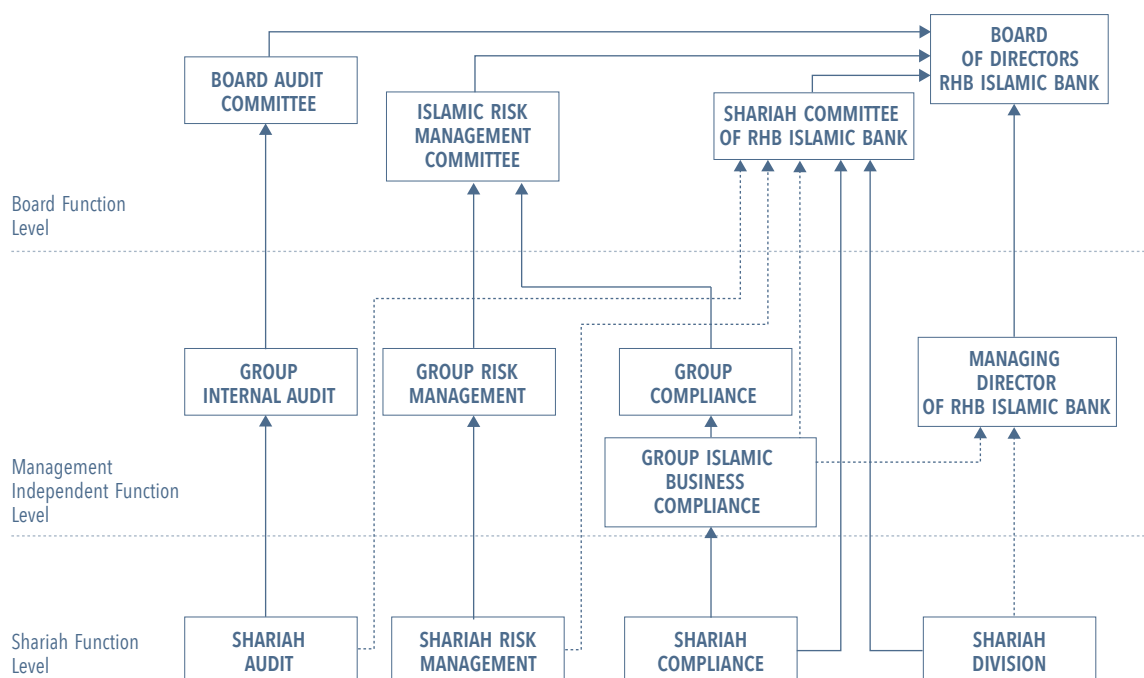 BOARD
OF DIRECTORS
RHB ISLAMIC BANK
BOARD AUDIT
COMMITTEE
ISLAMIC RISK
MANAGEMENT
COMMITTEE
SHARIAH COMMITTEE
OF RHB ISLAMIC BANK
Board Function
Level
GROUP
INTERNAL AUDIT
GROUP RISK
MANAGEMENT
GROUP
COMPLIANCE
MANAGING
DIRECTOR
OF RHB ISLAMIC BANK
GROUP ISLAMIC
BUSINESS
COMPLIANCE
Management
Independent Function
Level
Shariah Function
Level
SHARIAH
AUDIT
SHARIAH RISK
MANAGEMENT
SHARIAH
COMPLIANCE
SHARIAH
DIVISION